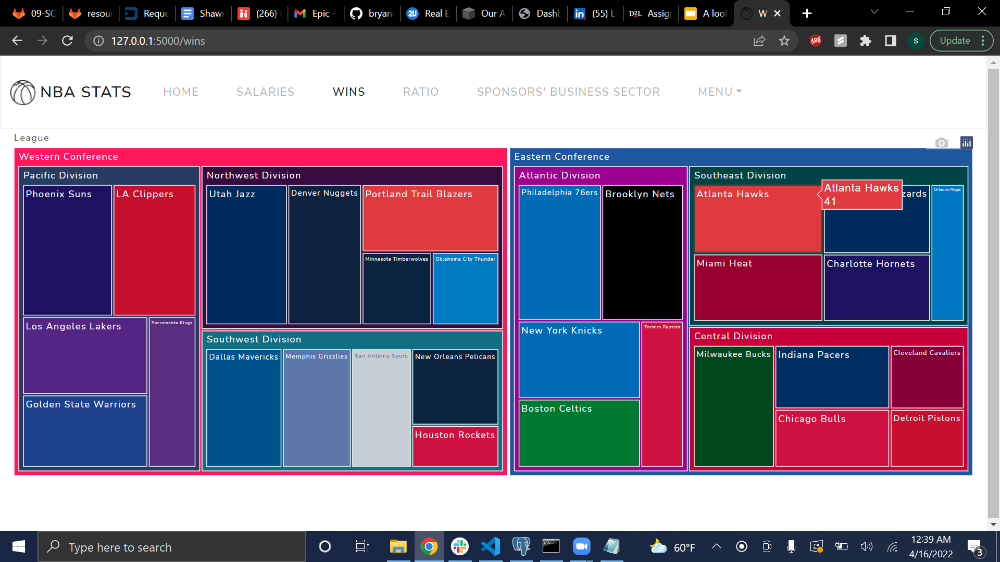 09-SQ
resour
Reque
Shawn
(266)
Epic -
bryann
Real E
Our A
Dashb
(55) Li
D2L Assign
A look
W
127.0.0.1:5000/wins
ABP
S
Update
NBA STATS
HOME
SALARIES
WINS
RATIO
SPONSORS' BUSINESS SECTOR
MENU
League
Western Conference
Pacific Division
Phoenix Suns
LA Clippers
Los Angeles Lakers
Sacramento Kings
Golden State Warriors
Northwest Division
Utah Jazz
Denver Nuggets
Portland Trail Blazers
Minnesota Timberwolves
Oklahoma City Thunder
Southwest Division
Dallas Mavericks
Memphis Grizzlies
San Antonio Spurs
New Orleans Pelicans
Houston Rockets
Eastern Conference
Atlantic Division
Philadelphia 76ers
Brooklyn Nets
New York Knicks
Toronto Raptors
Boston Celtics
Southeast Division
Atlanta Hawks
Atlanta Hawks
41
zards
Orlando Magic
Miami Heat
Charlotte Hornets
Central Division
Milwaukee Bucks
Indiana Pacers
Cleveland Cavaliers
Chicago Bulls
Detroit Pistons
Type here to search
60°F
12:39 AM
4/16/2022
3